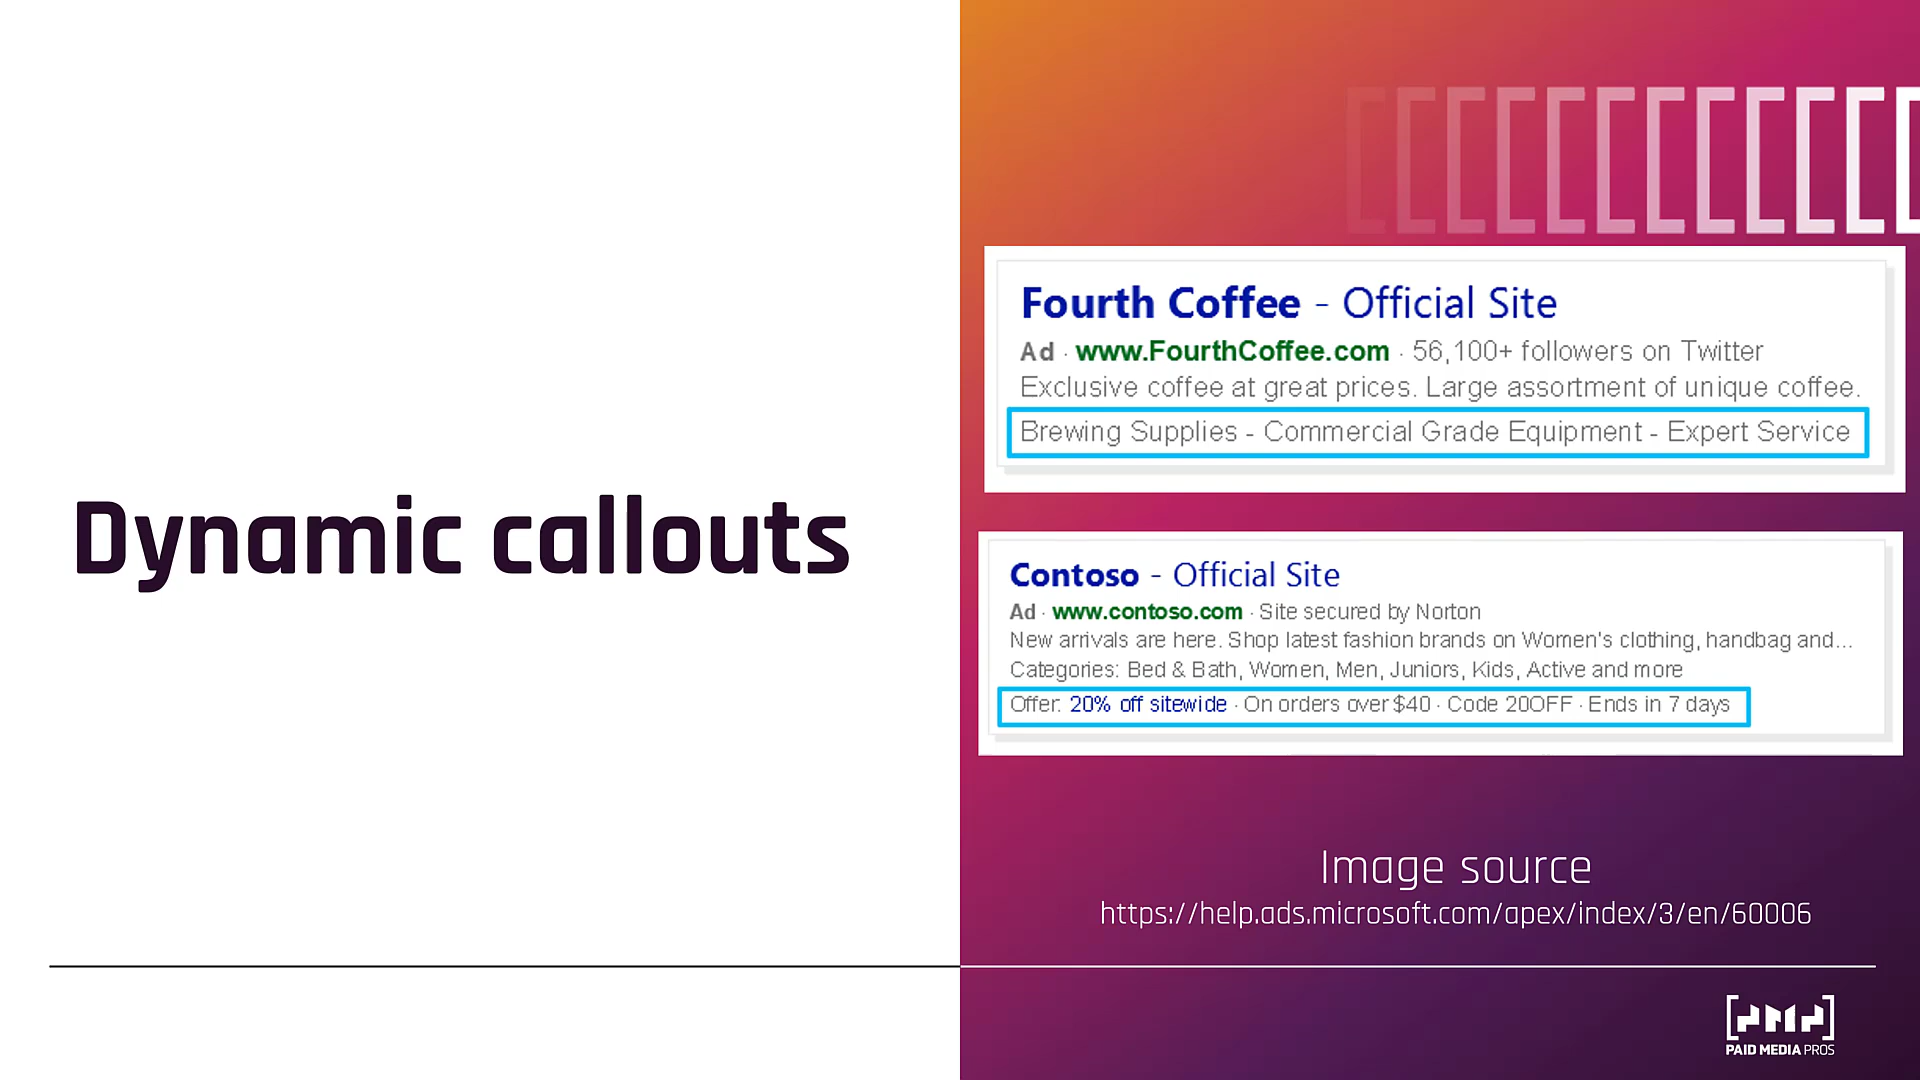 Dynamic callouts
Fourth Coffee - Official Site
Ad · www.FourthCoffee.com · 56,100+ followers on Twitter
Exclusive coffee at great prices. Large assortment of unique coffee.
Brewing Supplies - Commercial Grade Equipment - Expert Service
Contoso - Official Site
Ad · www.contoso.com · Site secured by Norton
New arrivals are here. Shop latest fashion brands on Women's clothing, handbag and...
Categories: Bed & Bath, Women, Men, Juniors, Kids, Active and more
Offer: 20% off sitewide · On orders over $40 · Code 20OFF · Ends in 7 days
Image source
https://help.ads.microsoft.com/apex/index/3/en/60006
[PMP]
PAID MEDIA PROS